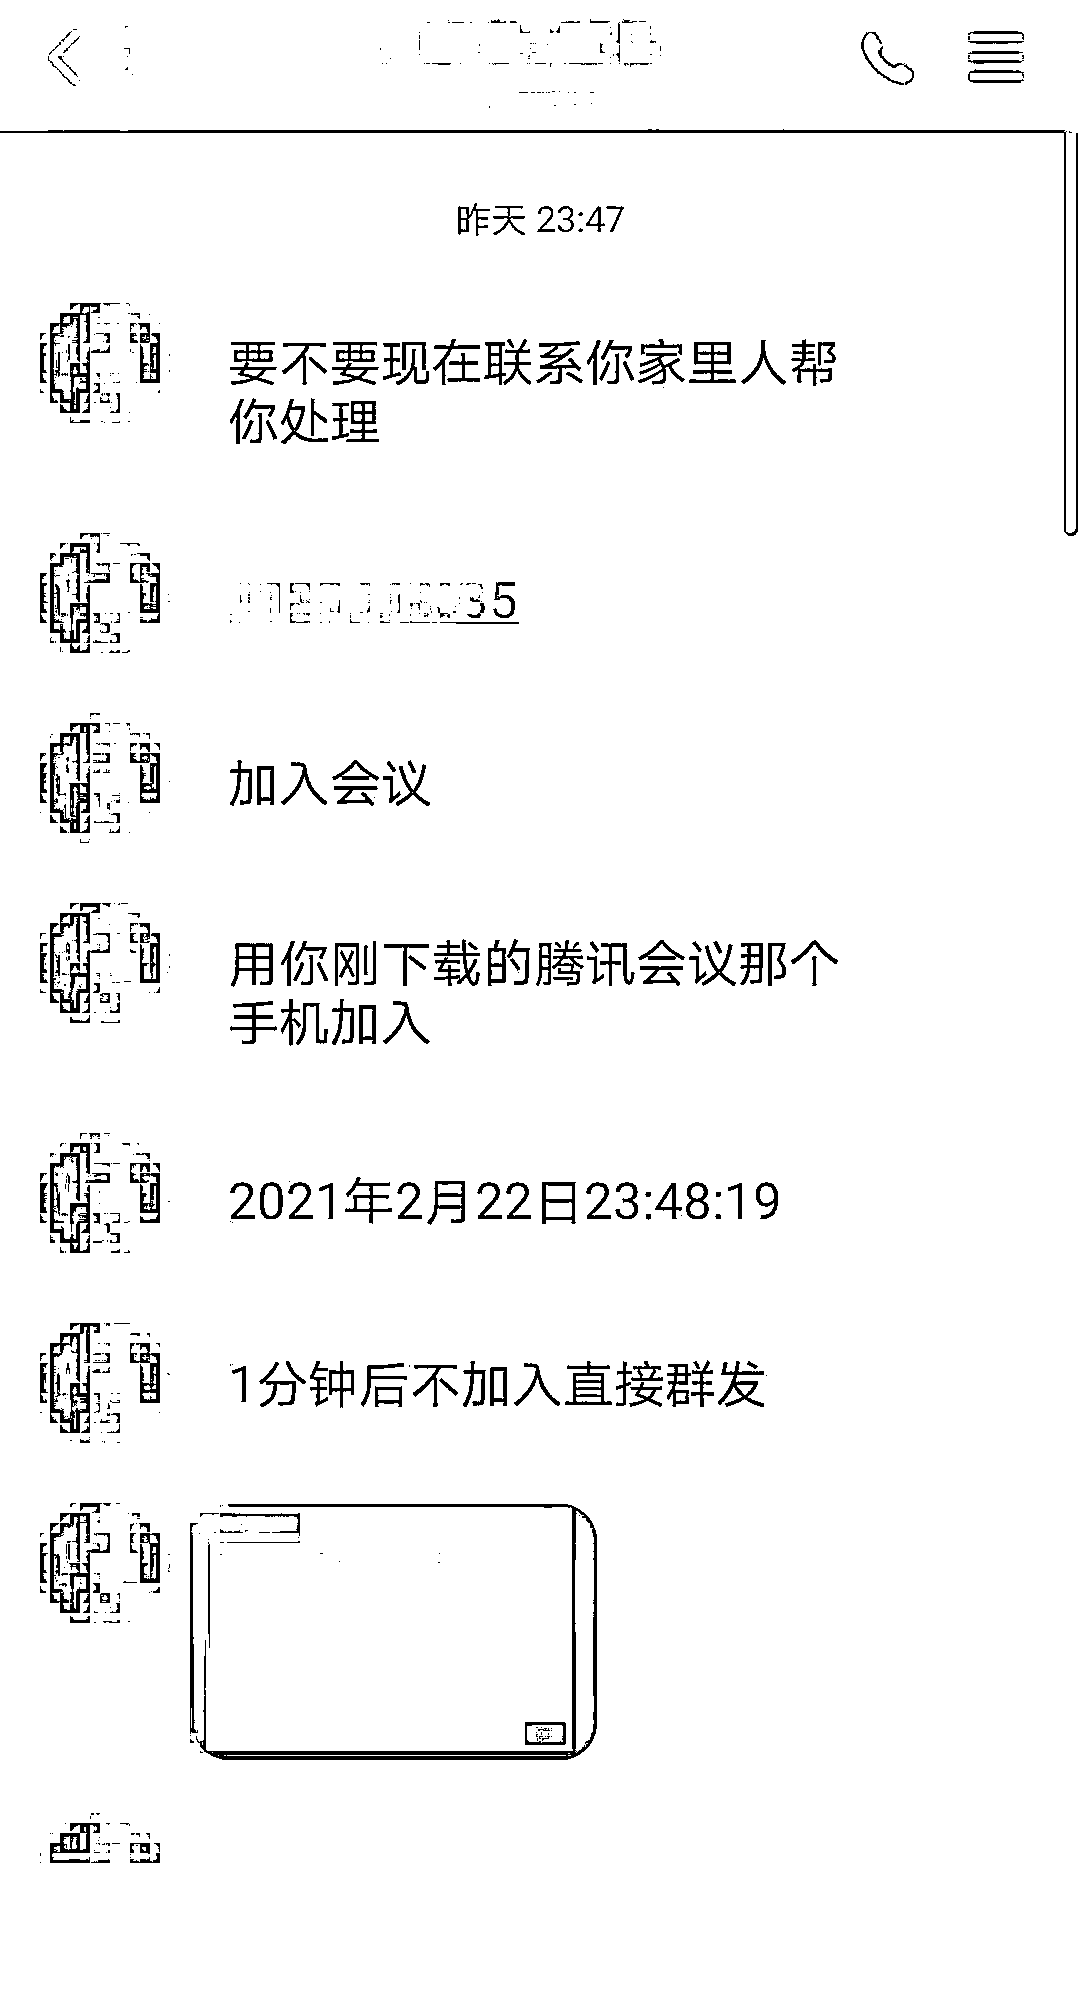 昨天 23:47
要不要现在联系你家里人帮
你处理
35
加入会议
用你刚下载的腾讯会议那个
手机加入
2021年2月22日23:48:19
1分钟后不加入直接群发